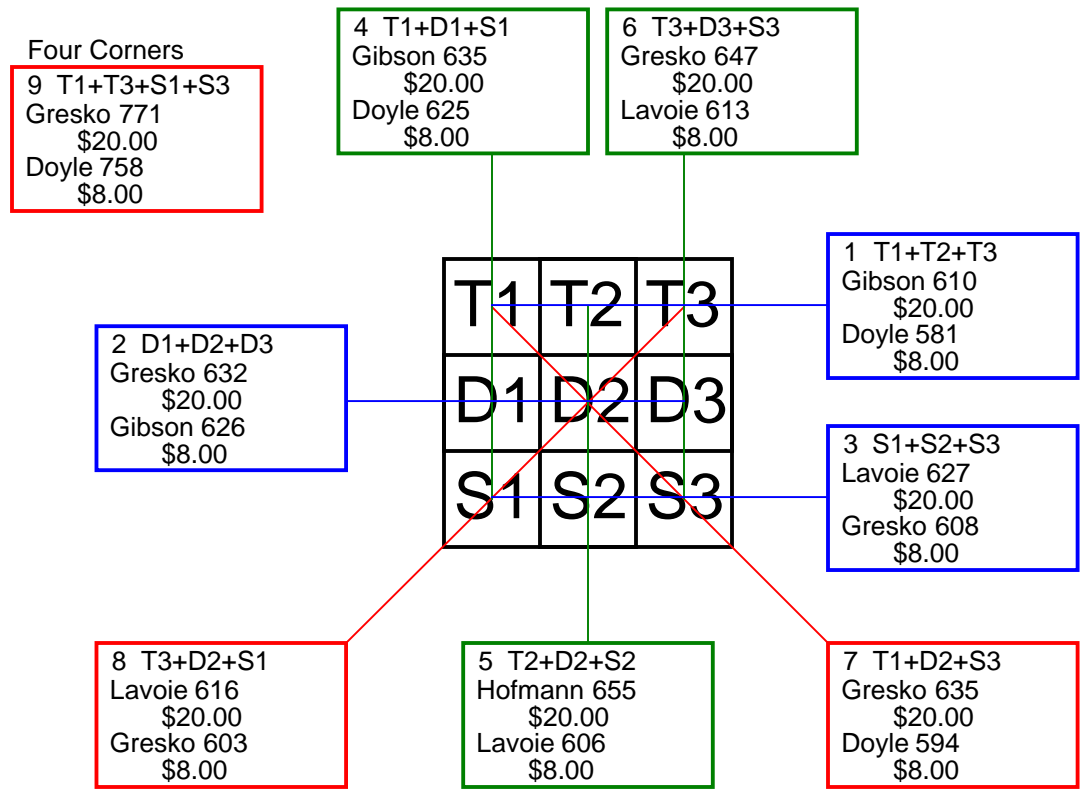 Four Corners
9 T1+T3+S1+S3
Gresko 771
$20.00
Doyle 758
$8.00
4 T1+D1+S1
Gibson 635
$20.00
Doyle 625
$8.00
6 T3+D3+S3
Gresko 647
$20.00
Lavoie 613
$8.00
1 T1+T2+T3
Gibson 610
$20.00
Doyle 581
$8.00
2 D1+D2+D3
Gresko 632
$20.00
Gibson 626
$8.00
T1 T2 T3
D1 D2 D3
S1 S2 S3
3 S1+S2+S3
Lavoie 627
$20.00
Gresko 608
$8.00
8 T3+D2+S1
Lavoie 616
$20.00
Gresko 603
$8.00
5 T2+D2+S2
Hofmann 655
$20.00
Lavoie 606
$8.00
7 T1+D2+S3
Gresko 635
$20.00
Doyle 594
$8.00